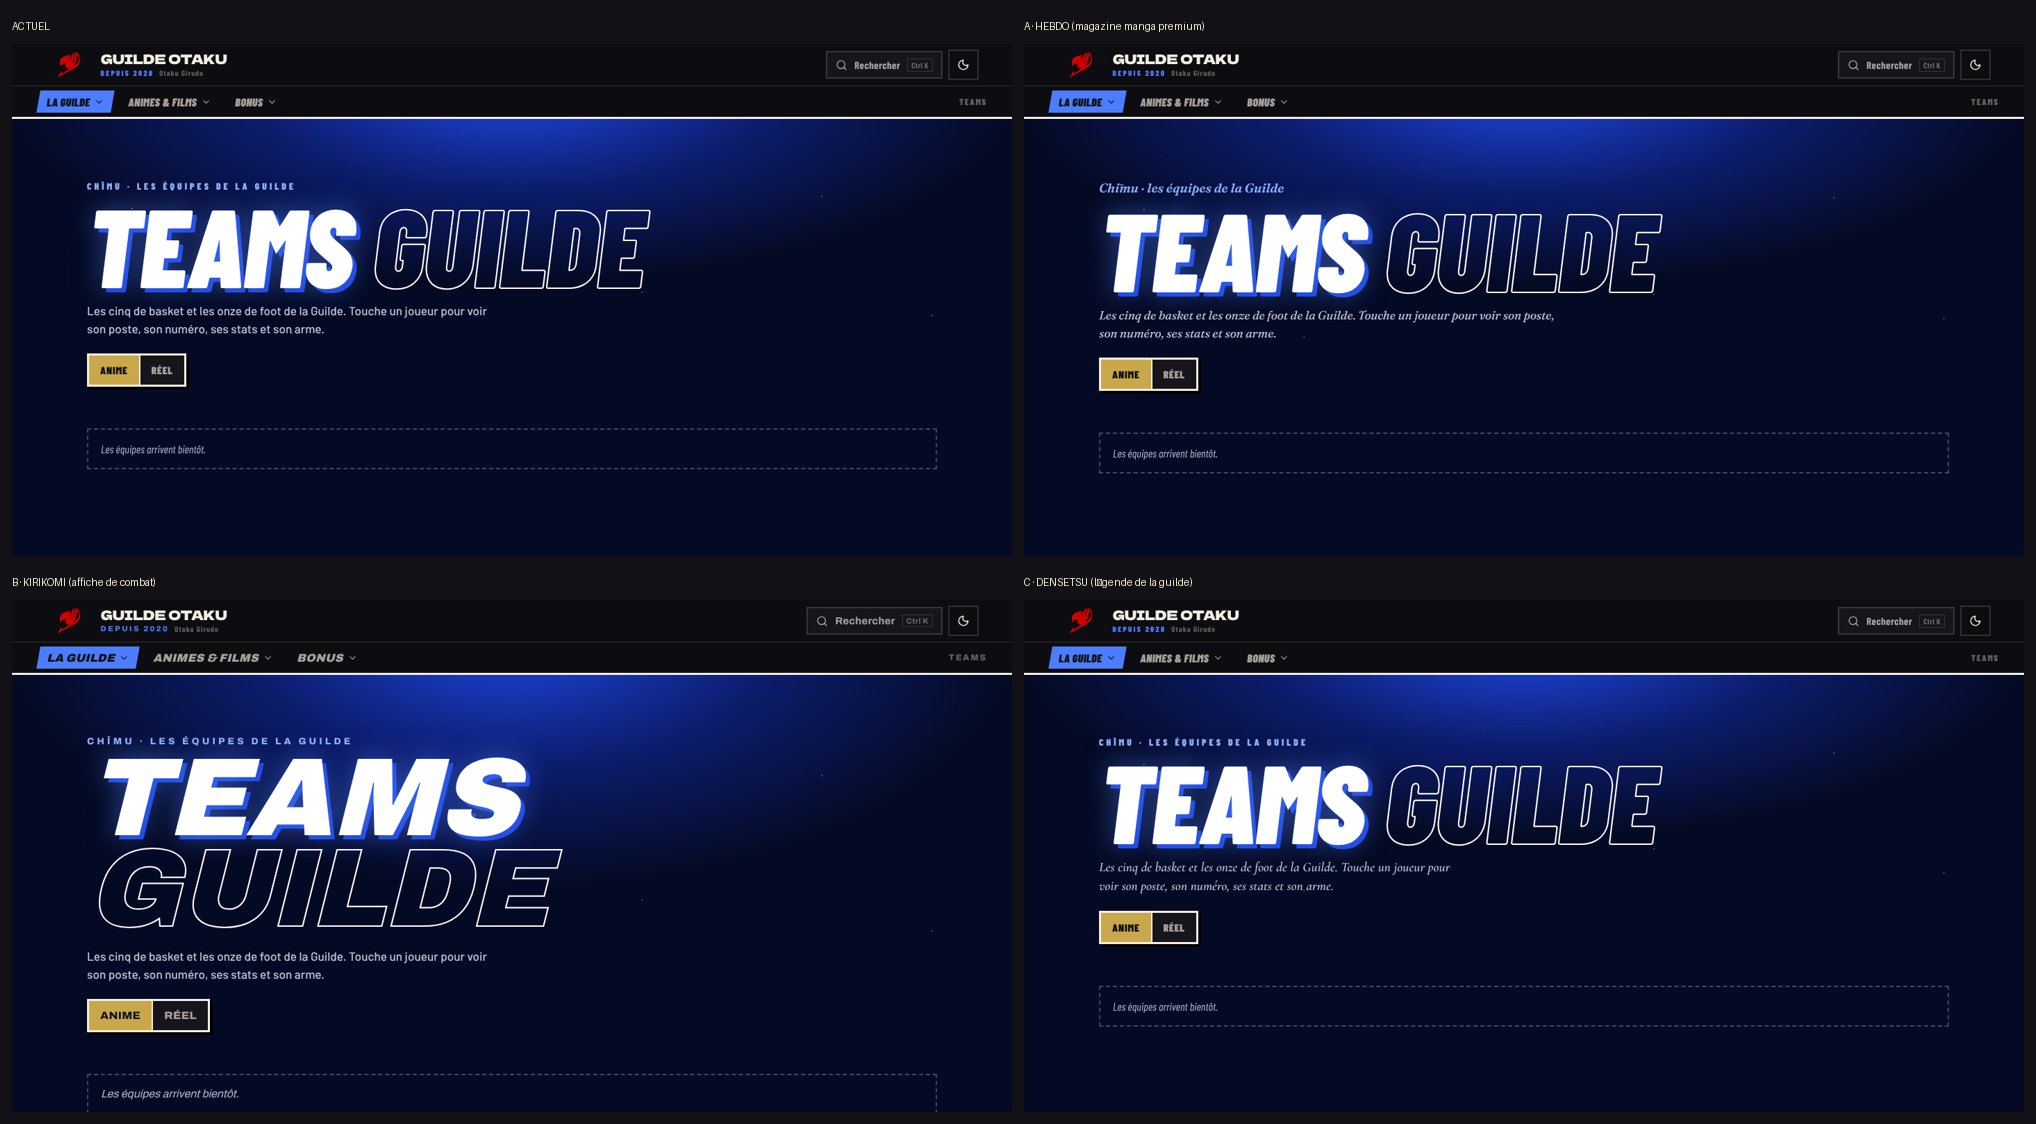 ACTUEL
GUILDE OTAKU
DEPUIS 2020 Otaku Girudo
Rechercher Ctrl K
LA GUILDE ANIMES & FILMS BONUS TEAMS
CHĪMU · LES ÉQUIPES DE LA GUILDE
TEAMS GUILDE
Les cinq de basket et les onze de foot de la Guilde. Touche un joueur pour voir
son poste, son numéro, ses stats et son arme.
ANIME RÉEL
Les équipes arrivent bientôt.
A · HEBDO (magazine manga premium)
GUILDE OTAKU
DEPUIS 2020 Otaku Girudo
Rechercher Ctrl K
LA GUILDE ANIMES & FILMS BONUS TEAMS
Chīmu · les équipes de la Guilde
TEAMS GUILDE
Les cinq de basket et les onze de foot de la Guilde. Touche un joueur pour voir son poste,
son numéro, ses stats et son arme.
ANIME RÉEL
Les équipes arrivent bientôt.
B · KIRIKOMI (affiche de combat)
GUILDE OTAKU
DEPUIS 2020 Otaku Girudo
Rechercher Ctrl K
LA GUILDE ANIMES & FILMS BONUS TEAMS
CHĪMU · LES ÉQUIPES DE LA GUILDE
TEAMS
GUILDE
Les cinq de basket et les onze de foot de la Guilde. Touche un joueur pour voir
son poste, son numéro, ses stats et son arme.
ANIME RÉEL
Les équipes arrivent bientôt.
C · DENSETSU (l□□gende de la guilde)
GUILDE OTAKU
DEPUIS 2020 Otaku Girudo
Rechercher Ctrl K
LA GUILDE ANIMES & FILMS BONUS TEAMS
CHĪMU · LES ÉQUIPES DE LA GUILDE
TEAMS GUILDE
Les cinq de basket et les onze de foot de la Guilde. Touche un joueur pour
voir son poste, son numéro, ses stats et son arme.
ANIME RÉEL
Les équipes arrivent bientôt.